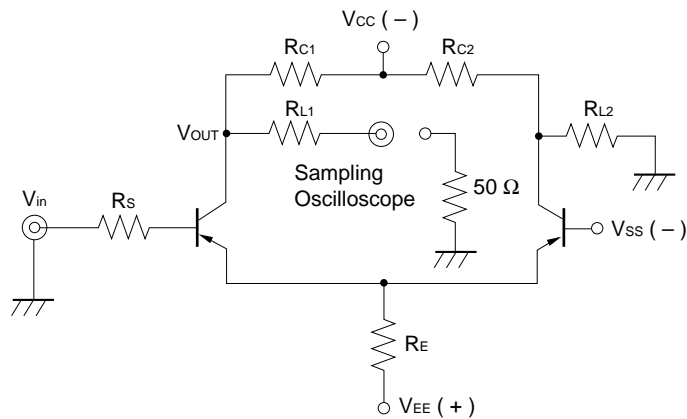 VCC (−)
RC1
RC2
VOUT
RL1
RL2
Sampling
Oscilloscope
50 Ω
Vin
RS
VSS (−)
RE
VEE (+)